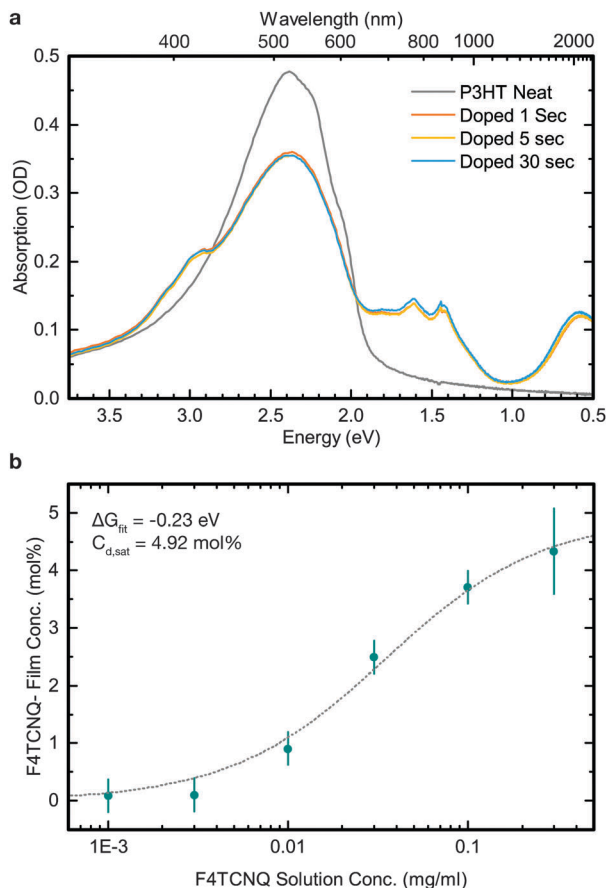 a
Wavelength (nm)
400 500 600 800 1000 2000
0.5
0.4
0.3
0.2
0.1
0.0
Absorption (OD)
P3HT Neat
Doped 1 Sec
Doped 5 sec
Doped 30 sec
3.5 3.0 2.5 2.0 1.5 1.0 0.5
Energy (eV)
b
ΔGfit = -0.23 eV
Cd,sat = 4.92 mol%
5
4
3
2
1
0
F4TCNQ- Film Conc. (mol%)
1E-3 0.01 0.1
F4TCNQ Solution Conc. (mg/ml)